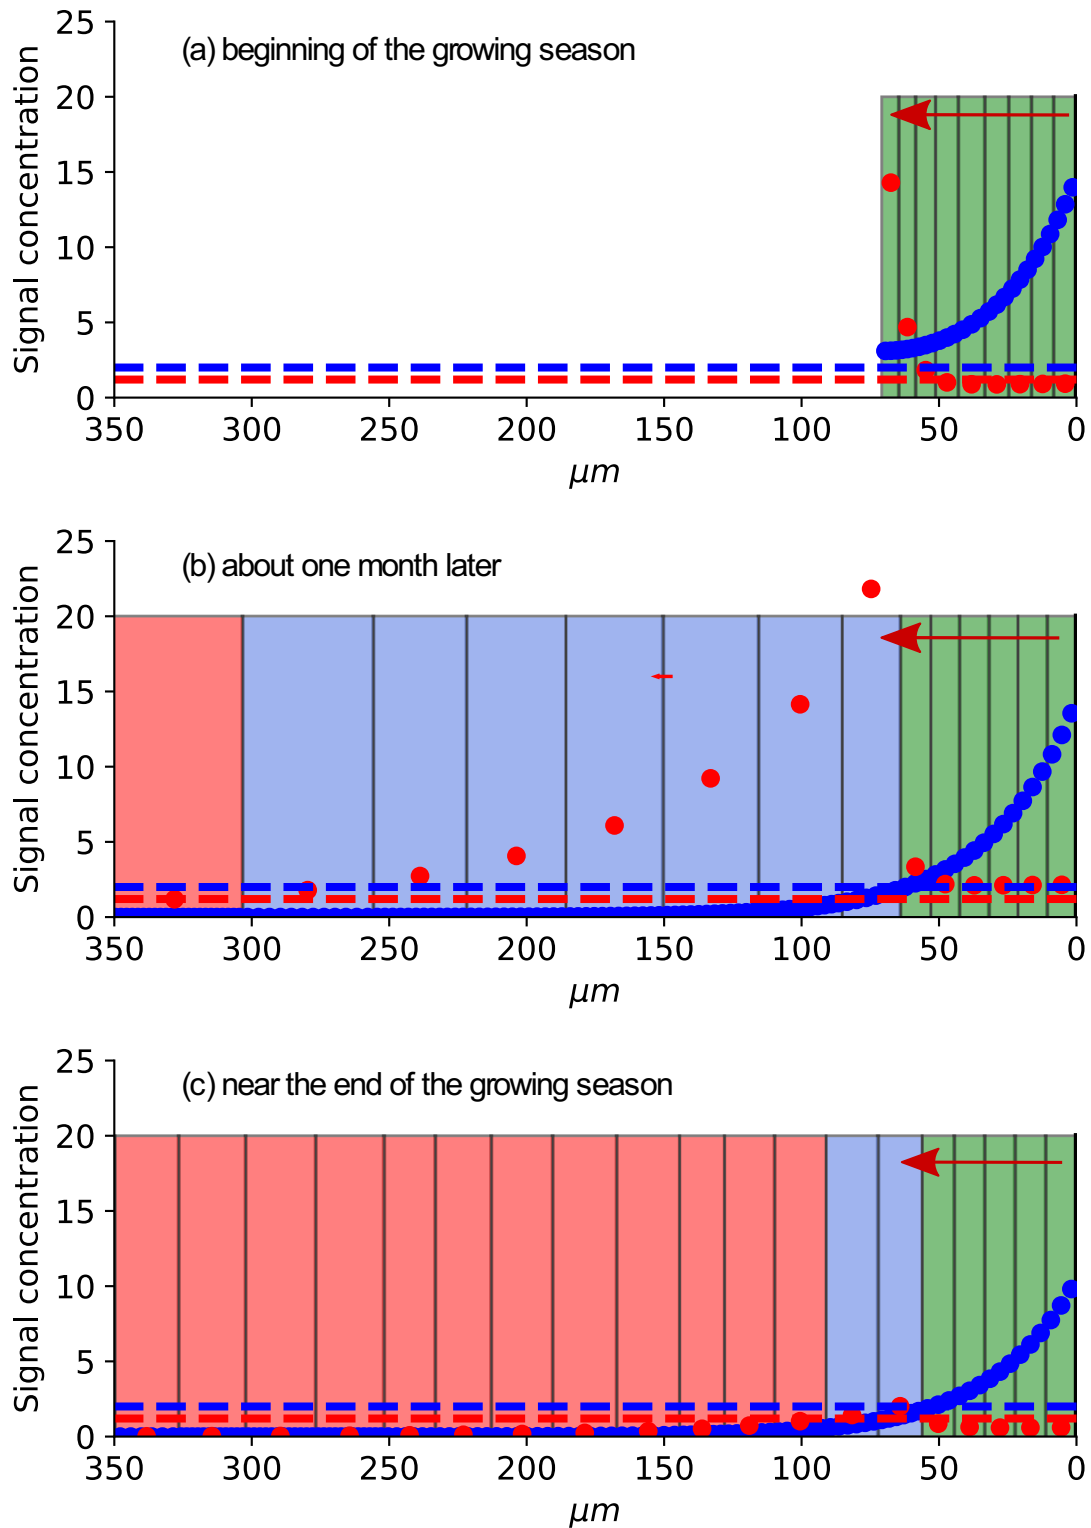 25
(a) beginning of the growing season
20
15
10
5
0
Signal concentration
350 300 250 200 150 100 50 0
μm
25
(b) about one month later
20
15
10
5
0
Signal concentration
350 300 250 200 150 100 50 0
μm
25
(c) near the end of the growing season
20
15
10
5
0
Signal concentration
350 300 250 200 150 100 50 0
μm